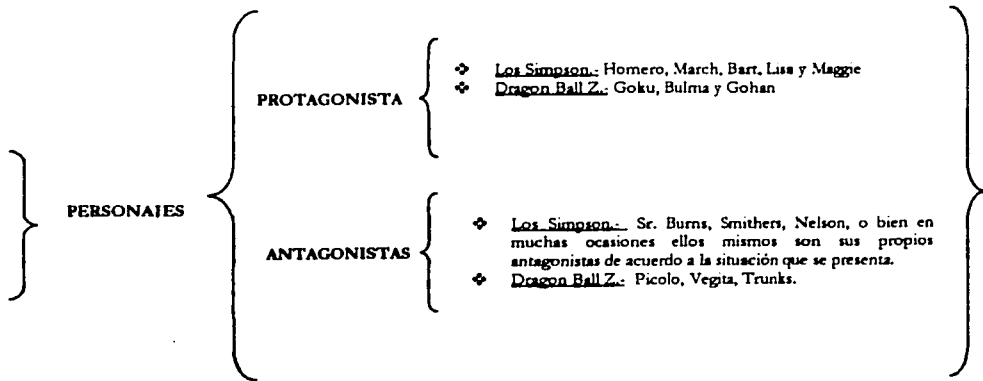 PERSONAJES
PROTAGONISTA
❖ Los Simpson.- Homero, March, Bart, Lisa y Maggie
❖ Dragon Ball Z.- Goku, Bulma y Gohan
ANTAGONISTAS
❖ Los Simpson.- Sr. Burns, Smithers, Nelson, o bien en
muchas ocasiones ellos mismos son sus propios
antagonistas de acuerdo a la situación que se presenta.
❖ Dragon Ball Z.- Picolo, Vegita, Trunks.